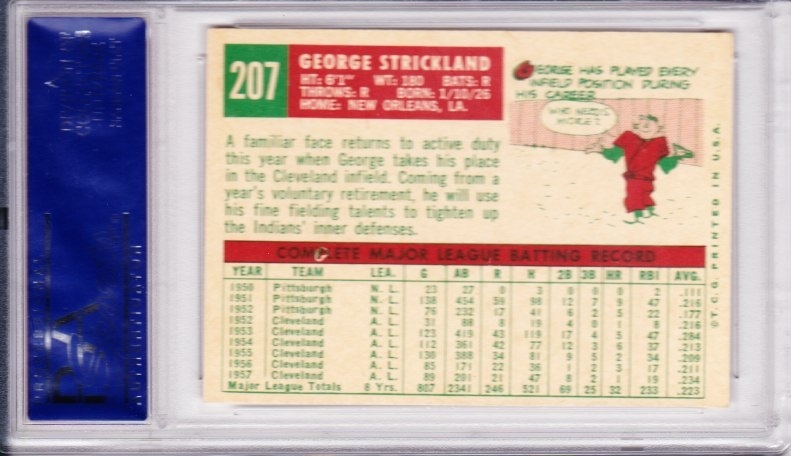 207
GEORGE STRICKLAND
HT: 6'1" WT: 180 BATS: R
THROWS: R BORN: 1/10/26
HOME: NEW ORLEANS, LA.
GEORGE HAS PLAYED EVERY
INFIELD POSITION DURING
HIS CAREER
WHO NEEDS
A familiar face returns to active duty
this year when George takes his place
in the Cleveland infield. Coming from a
year's voluntary retirement, he will use
his fine fielding talents to tighten up
the Indians' inner defenses.
COMPLETE MAJOR LEAGUE BATTING RECORD
YEAR TEAM LEA. G AB R H 2B 3B HR RBI AVG.
1950 Pittsburgh N. L. 23 27 0 3 0 0 0 2 .111
1951 Pittsburgh N. L. 138 454 59 98 12 7 9 47 .216
1952 Pittsburgh N. L. 76 232 17 41 6 2 5 22 .177
1952 Cleveland A. L. 31 88 8 19 4 0 1 8 .216
1953 Cleveland A. L. 123 419 43 119 17 4 5 47 .284
1954 Cleveland A. L. 112 361 42 77 12 3 6 37 .213
1955 Cleveland A. L. 130 388 34 81 9 5 2 34 .209
1956 Cleveland A. L. 85 171 22 36 1 2 3 17 .211
1957 Cleveland A. L. 89 201 21 47 8 2 1 19 .234
Major League Totals 8 Yrs. 807 2341 246 521 69 25 32 233 .223
©T. C. G. PRINTED IN U.S.A.
PSA